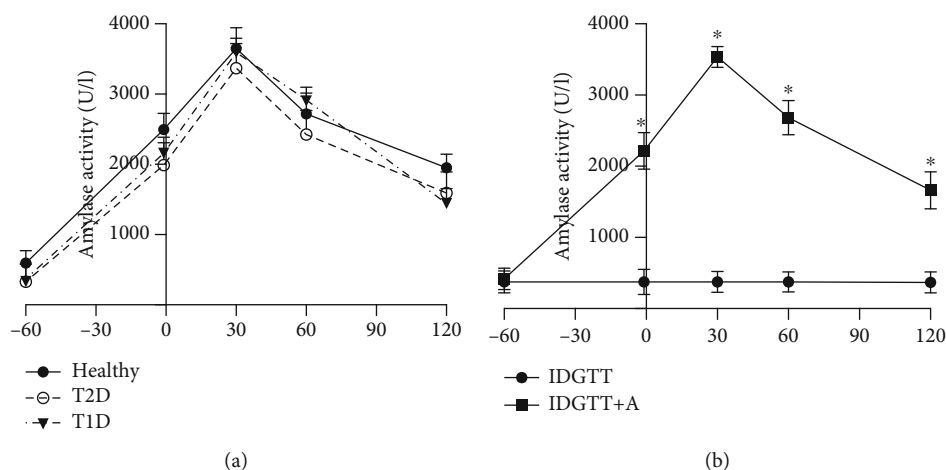 4000
3000
2000
1000
Amylase activity (U/l)
–60 –30 0 30 60 90 120
Healthy
T2D
T1D
(a)
4000
3000
2000
1000
Amylase activity (U/l)
* * * * *
–60 –30 0 30 60 90 120
IDGTT
IDGTT+A
(b)